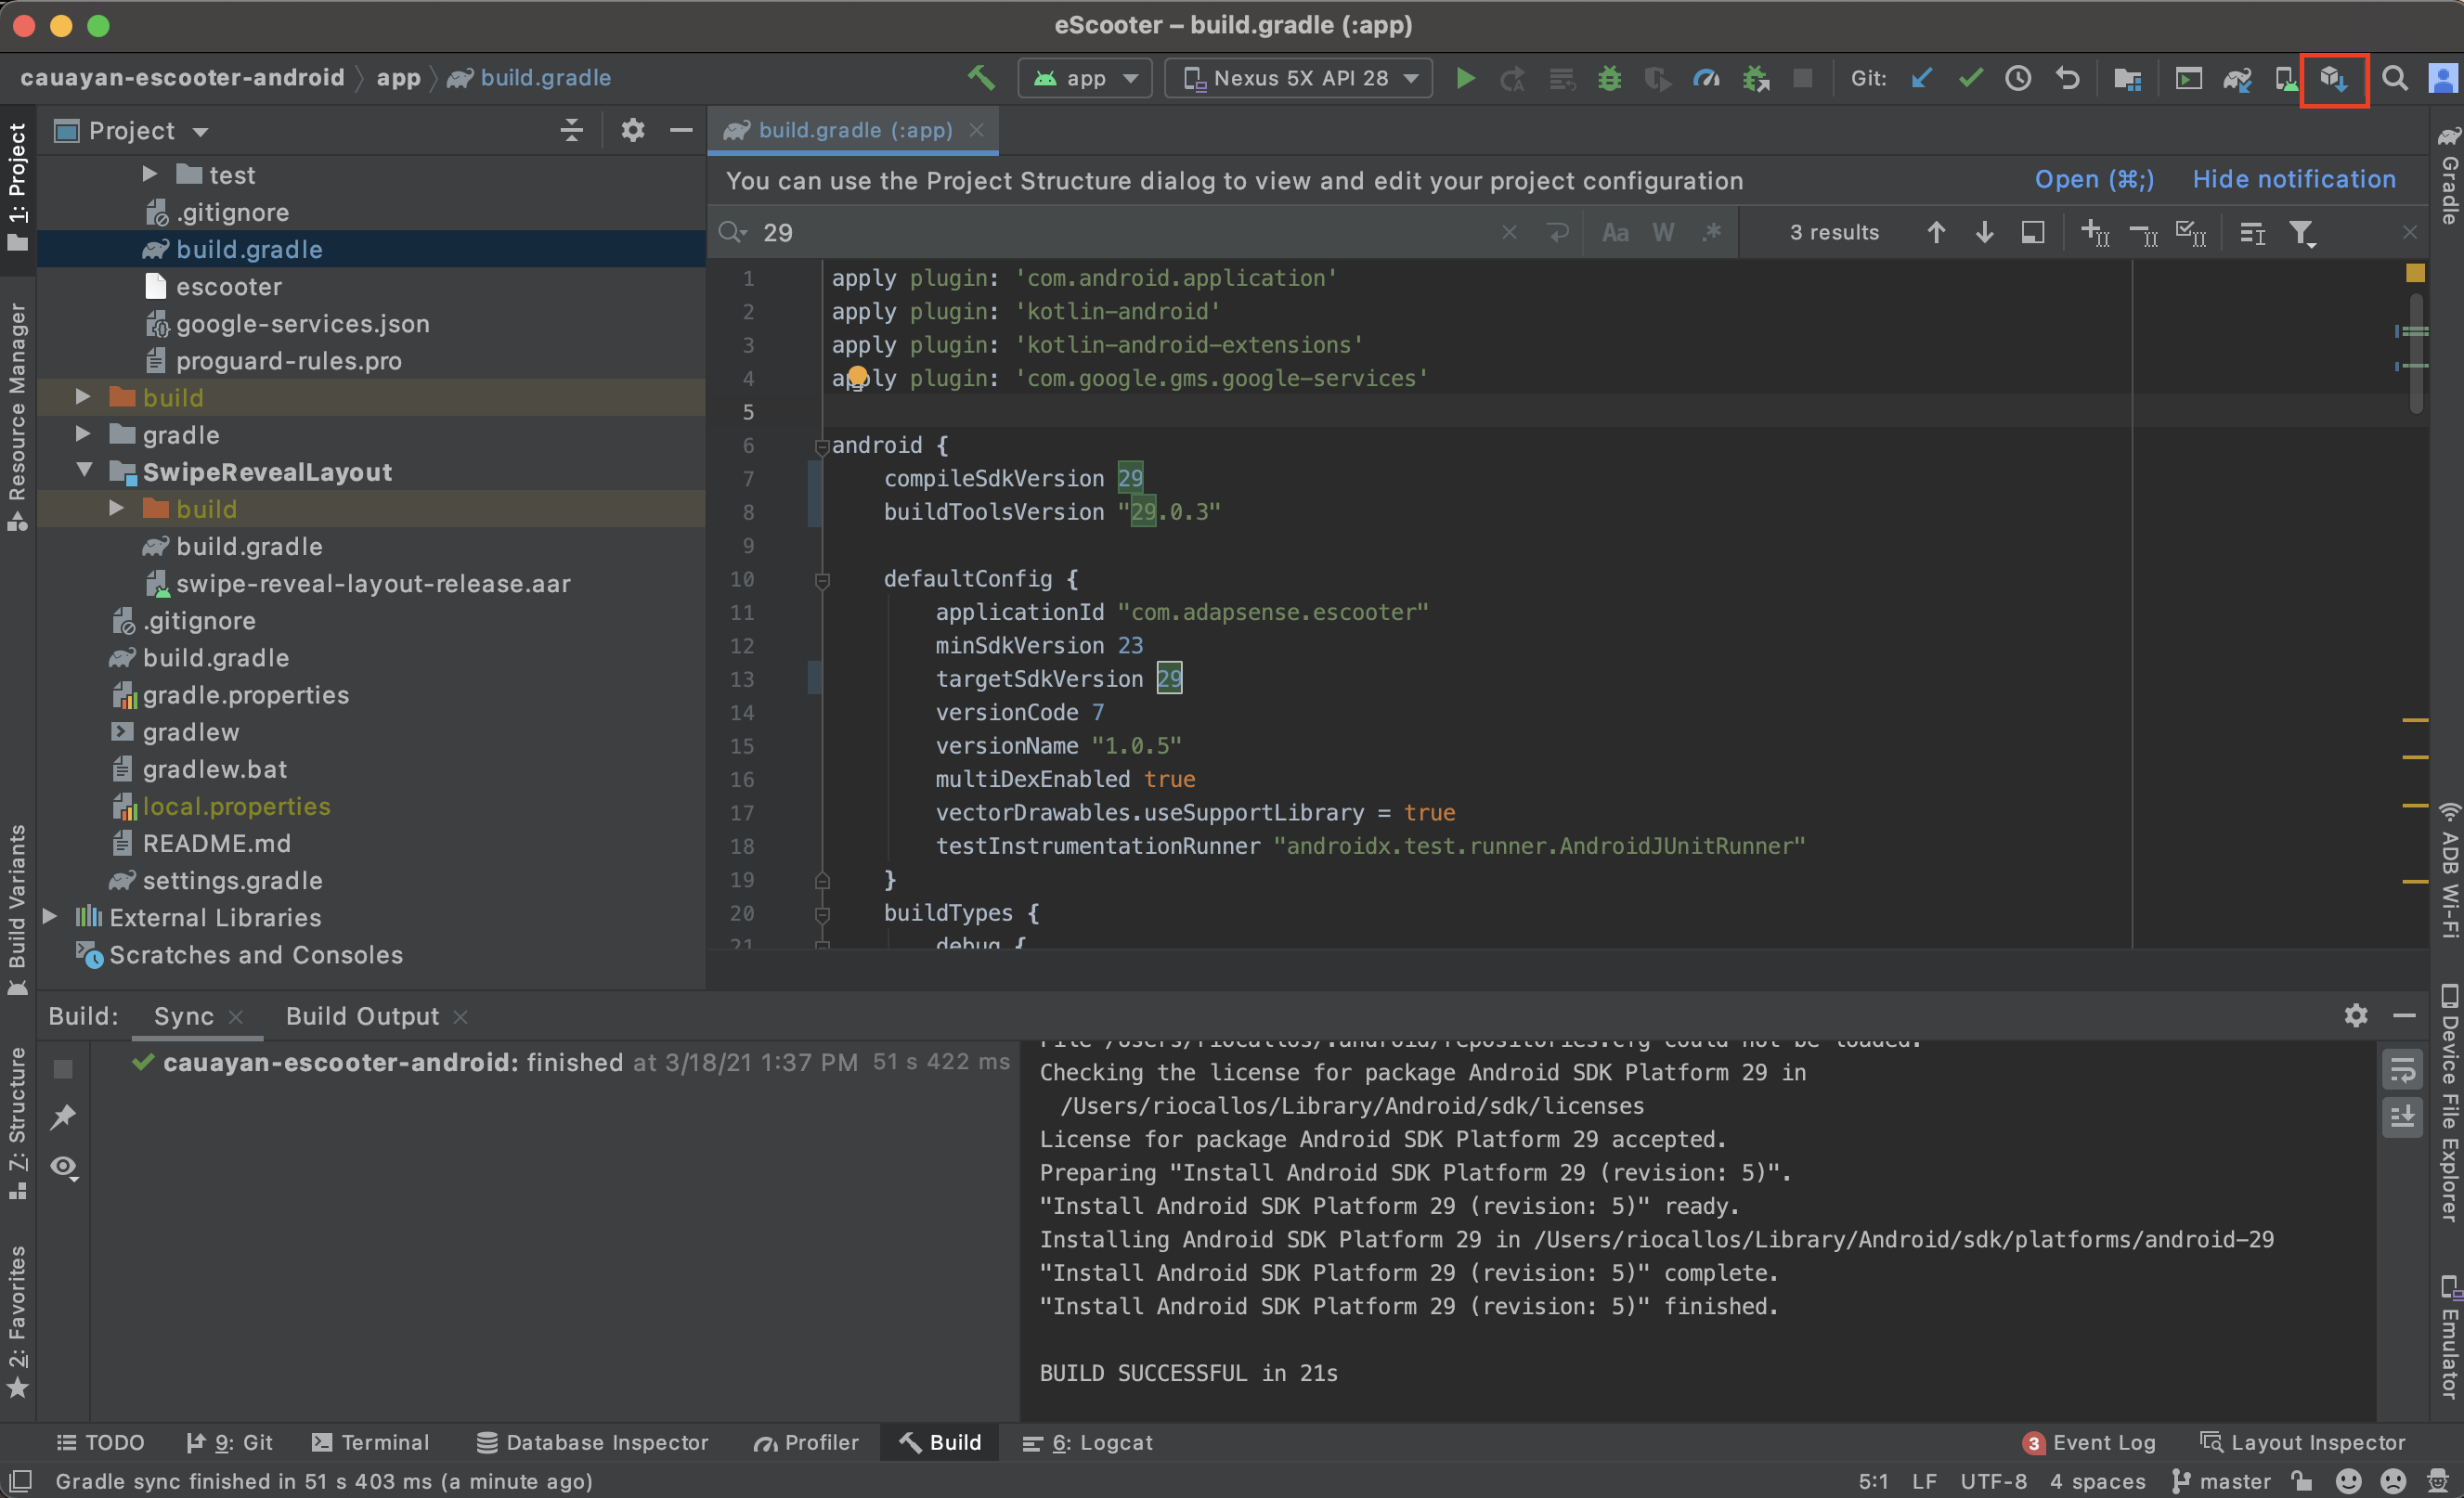 eScooter – build.gradle (:app)
cauayan-escooter-android
app
build.gradle
app
Nexus 5X API 28
Git:
1: Project
Resource Manager
Build Variants
7: Structure
2: Favorites
Project
test
.gitignore
build.gradle
escooter
google-services.json
proguard-rules.pro
build
gradle
SwipeRevealLayout
build
build.gradle
swipe-reveal-layout-release.aar
.gitignore
build.gradle
gradle.properties
gradlew
gradlew.bat
local.properties
README.md
settings.gradle
External Libraries
Scratches and Consoles
build.gradle (:app)
You can use the Project Structure dialog to view and edit your project configuration
Open (⌘;)
Hide notification
29
Aa
W
.*
3 results
1 apply plugin: 'com.android.application'
2 apply plugin: 'kotlin-android'
3 apply plugin: 'kotlin-android-extensions'
4 apply plugin: 'com.google.gms.google-services'
5
6 android {
7 compileSdkVersion 29
8 buildToolsVersion "29.0.3"
9
10 defaultConfig {
11 applicationId "com.adapsense.escooter"
12 minSdkVersion 23
13 targetSdkVersion 29
14 versionCode 7
15 versionName "1.0.5"
16 multiDexEnabled true
17 vectorDrawables.useSupportLibrary = true
18 testInstrumentationRunner "androidx.test.runner.AndroidJUnitRunner"
19 }
20 buildTypes {
21 debug {
Gradle
ADB Wi-Fi
Device File Explorer
Emulator
Build:
Sync
Build Output
cauayan-escooter-android: finished at 3/18/21 1:37 PM 51 s 422 ms
File /Users/riocallos/.android/repositories.cfg could not be loaded.
Checking the license for package Android SDK Platform 29 in
/Users/riocallos/Library/Android/sdk/licenses
License for package Android SDK Platform 29 accepted.
Preparing "Install Android SDK Platform 29 (revision: 5)".
"Install Android SDK Platform 29 (revision: 5)" ready.
Installing Android SDK Platform 29 in /Users/riocallos/Library/Android/sdk/platforms/android-29
"Install Android SDK Platform 29 (revision: 5)" complete.
"Install Android SDK Platform 29 (revision: 5)" finished.
BUILD SUCCESSFUL in 21s
TODO
9: Git
Terminal
Database Inspector
Profiler
Build
6: Logcat
3 Event Log
Layout Inspector
Gradle sync finished in 51 s 403 ms (a minute ago)
5:1
LF
UTF-8
4 spaces
master